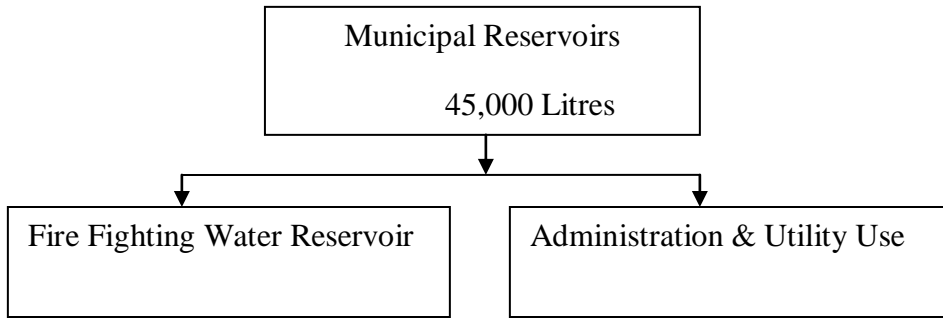 Municipal Reservoirs
45,000 Litres
Fire Fighting Water Reservoir
Administration & Utility Use